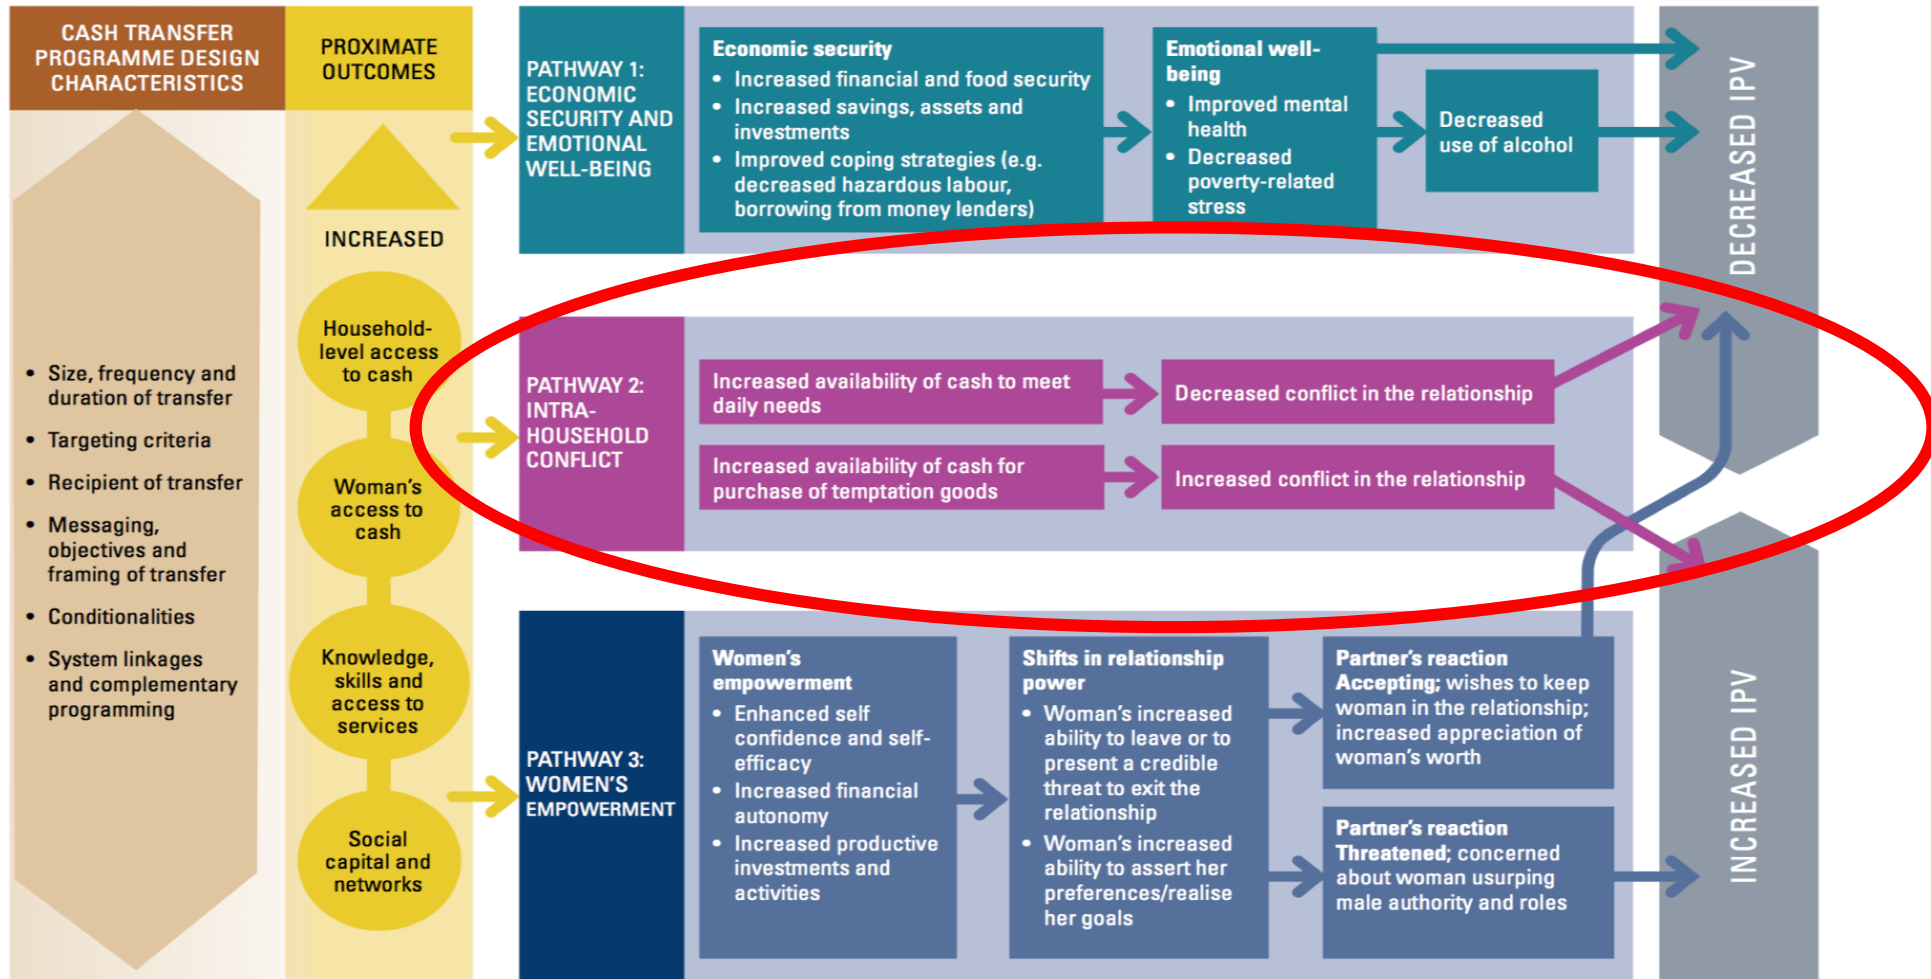 CASH TRANSFER
PROGRAMME DESIGN
CHARACTERISTICS
• Size, frequency and
duration of transfer
• Targeting criteria
• Recipient of transfer
• Messaging,
objectives and
framing of transfer
• Conditionalities
• System linkages
and complementary
programming
PROXIMATE
OUTCOMES
INCREASED
Household-
level access
to cash
Woman's
access to
cash
Knowledge,
skills and
access to
services
Social
capital and
networks
PATHWAY 1:
ECONOMIC
SECURITY AND
EMOTIONAL
WELL-BEING
Economic security
• Increased financial and food security
• Increased savings, assets and
investments
• Improved coping strategies (e.g.
decreased hazardous labour,
borrowing from money lenders)
Emotional well-
being
• Improved mental
health
• Decreased
poverty-related
stress
Decreased
use of alcohol
PATHWAY 2:
INTRA-
HOUSEHOLD
CONFLICT
Increased availability of cash to meet
daily needs
Decreased conflict in the relationship
Increased availability of cash for
purchase of temptation goods
Increased conflict in the relationship
PATHWAY 3:
WOMEN'S
EMPOWERMENT
Women's
empowerment
• Enhanced self
confidence and self-
efficacy
• Increased financial
autonomy
• Increased productive
investments and
activities
Shifts in relationship
power
• Woman's increased
ability to leave or to
present a credible
threat to exit the
relationship
• Woman's increased
ability to assert her
preferences/realise
her goals
Partner's reaction
Accepting; wishes to keep
woman in the relationship;
increased appreciation of
woman's worth
Partner's reaction
Threatened; concerned
about woman usurping
male authority and roles
DECREASED IPV
INCREASED IPV